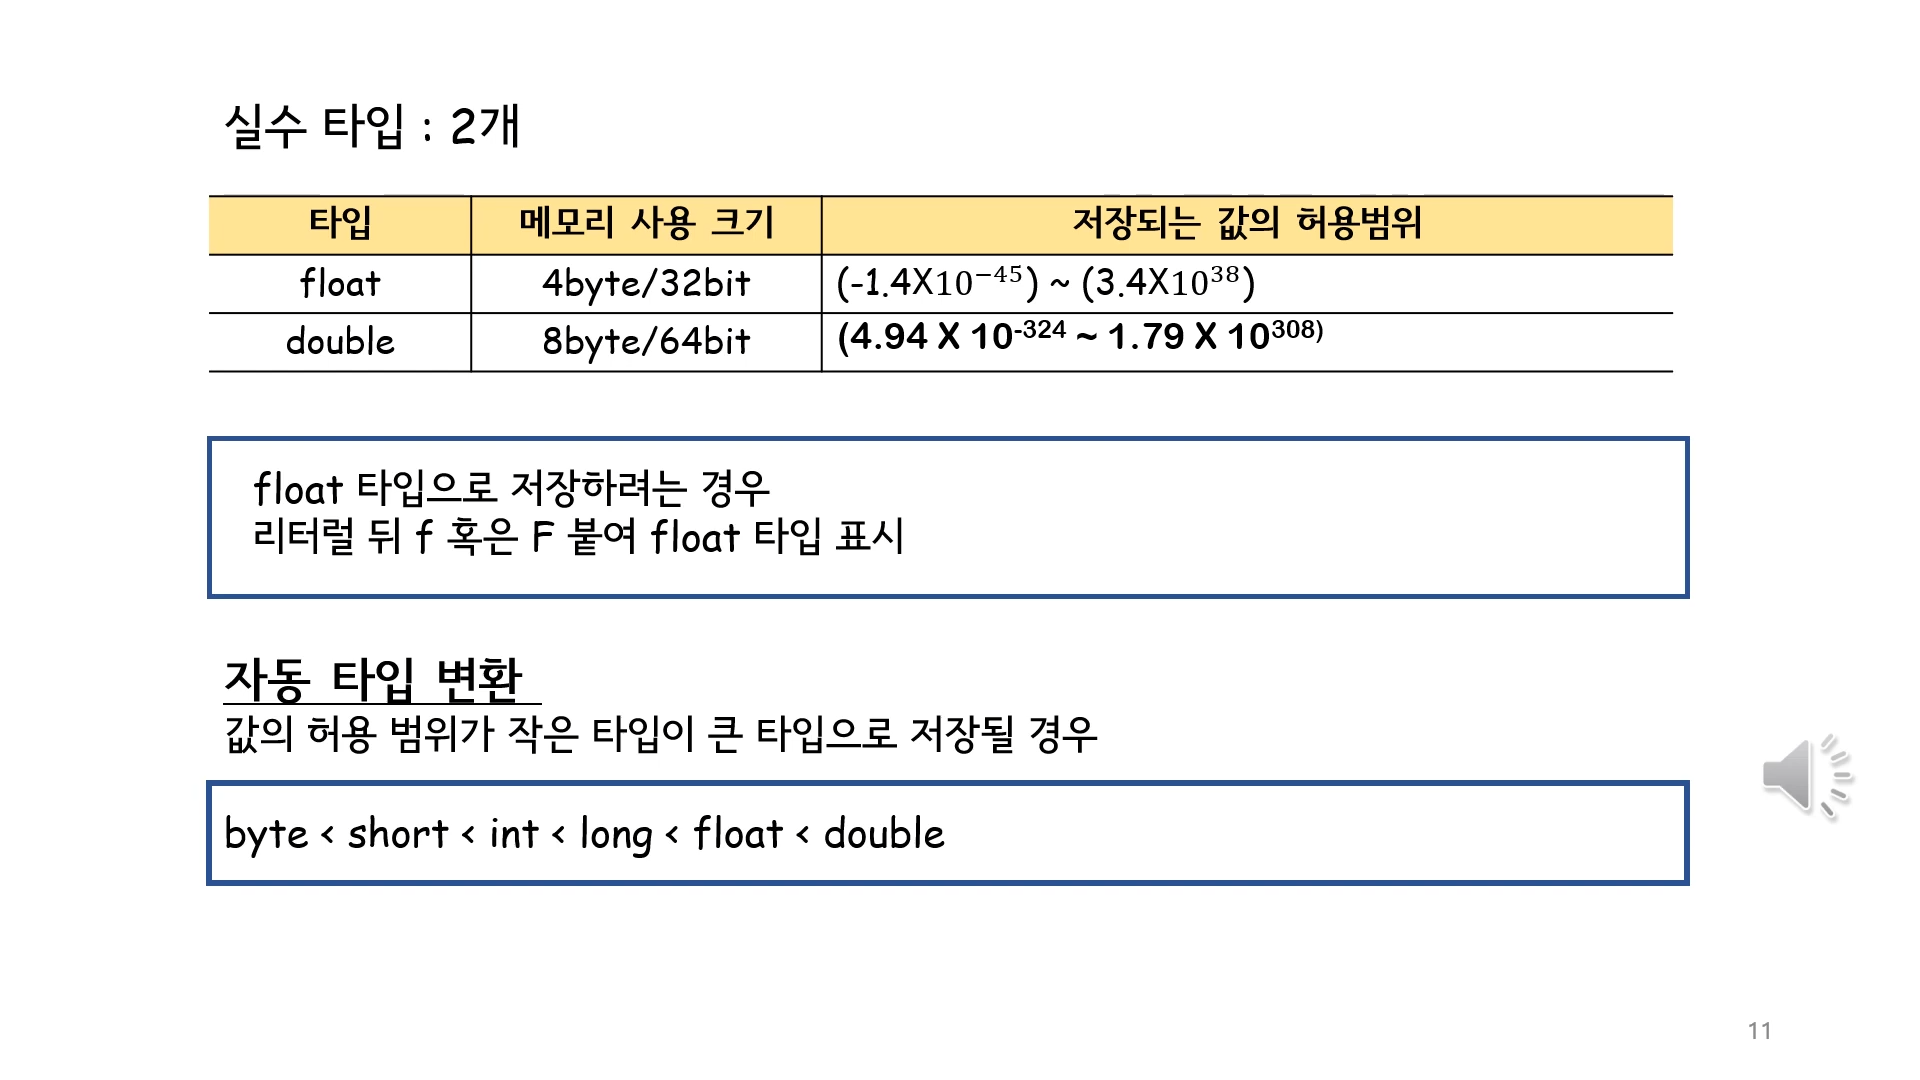 실수 타입 : 2개
타입 메모리 사용 크기 저장되는 값의 허용범위
float 4byte/32bit (-1.4X10⁻⁴⁵) ~ (3.4X10³⁸)
double 8byte/64bit (4.94 X 10⁻³²⁴ ~ 1.79 X 10³⁰⁸⁾
float 타입으로 저장하려는 경우
리터럴 뒤 f 혹은 F 붙여 float 타입 표시
자동 타입 변환
값의 허용 범위가 작은 타입이 큰 타입으로 저장될 경우
byte < short < int < long < float < double
11